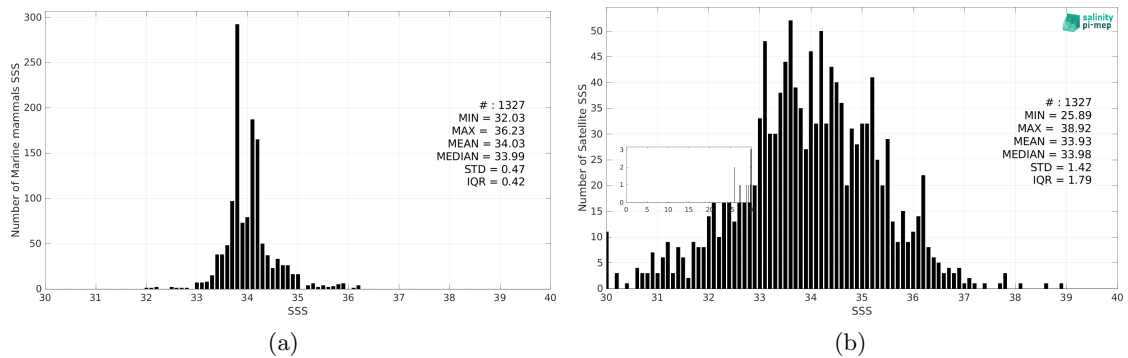 300
250
200
150
100
50
0
Number of Marine mammals SSS
# : 1327
MIN = 32.03
MAX = 36.23
MEAN = 34.03
MEDIAN = 33.99
STD = 0.47
IQR = 0.42
30 31 32 33 34 35 36 37 38 39 40
SSS
(a)
50
45
40
35
30
25
20
15
10
5
0
Number of Satellite SSS
salinity
pi-mep
# : 1327
MIN = 25.89
MAX = 38.92
MEAN = 33.93
MEDIAN = 33.98
STD = 1.42
IQR = 1.79
3
2
1
0
0 5 10 15 20 25
30 31 32 33 34 35 36 37 38 39 40
SSS
(b)